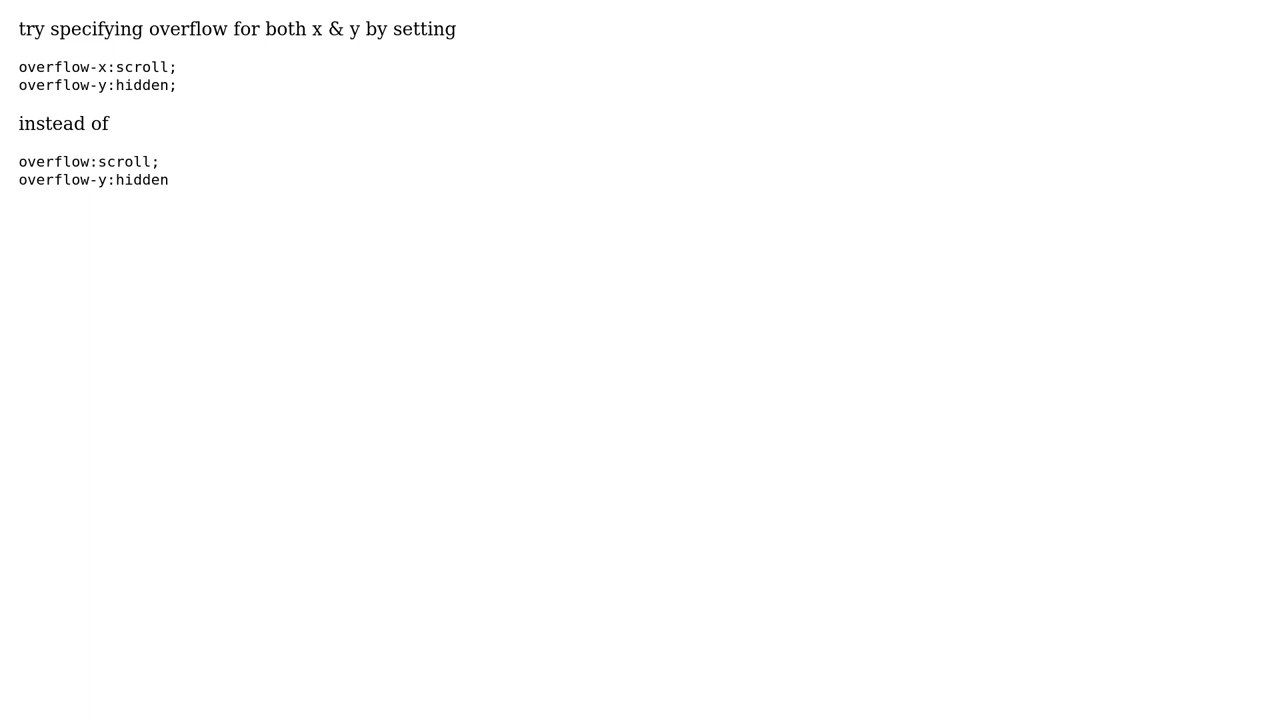 try specifying overflow for both x & y by setting
overflow-x:scroll;
overflow-y:hidden;
instead of
overflow:scroll;
overflow-y:hidden